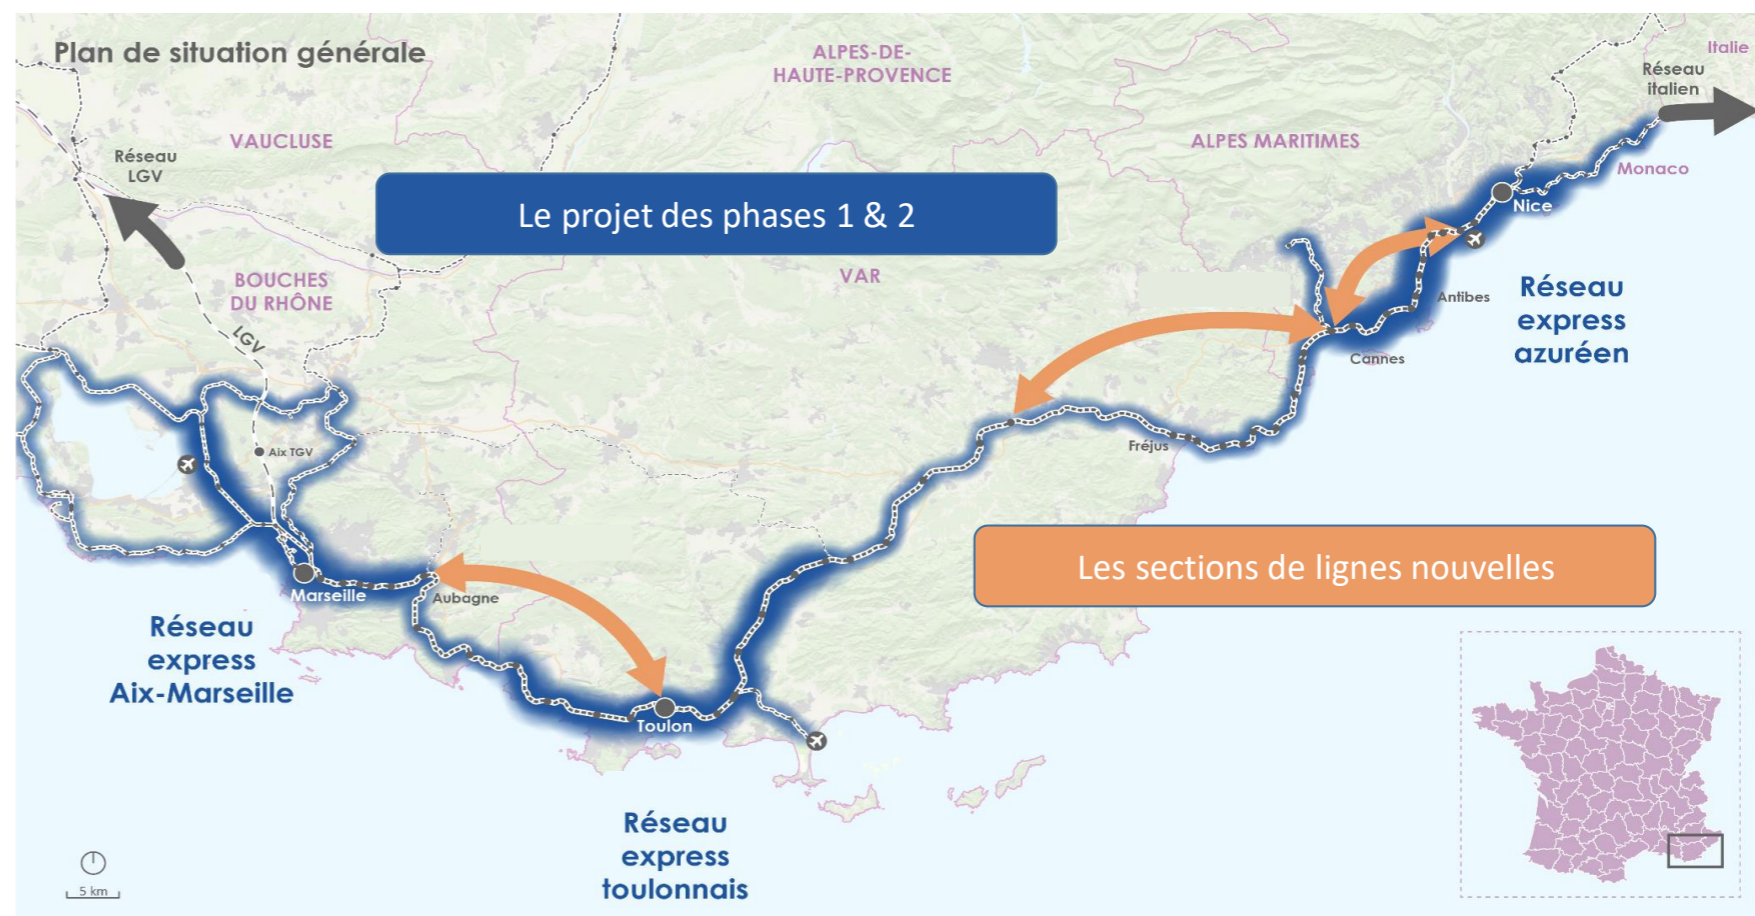 Plan de situation générale
ALPES-DE-
HAUTE-PROVENCE
Italie
Réseau
italien
VAUCLUSE
ALPES MARITIMES
Réseau
LGV
Monaco
Le projet des phases 1 & 2
Nice
BOUCHES
DU RHÔNE
VAR
Antibes
Réseau
express
azuréen
LGV
Cannes
Fréjus
Aix TGV
Les sections de lignes nouvelles
Marseille
Aubagne
Réseau
express
Aix-Marseille
Toulon
Réseau
express
toulonnais
5 km